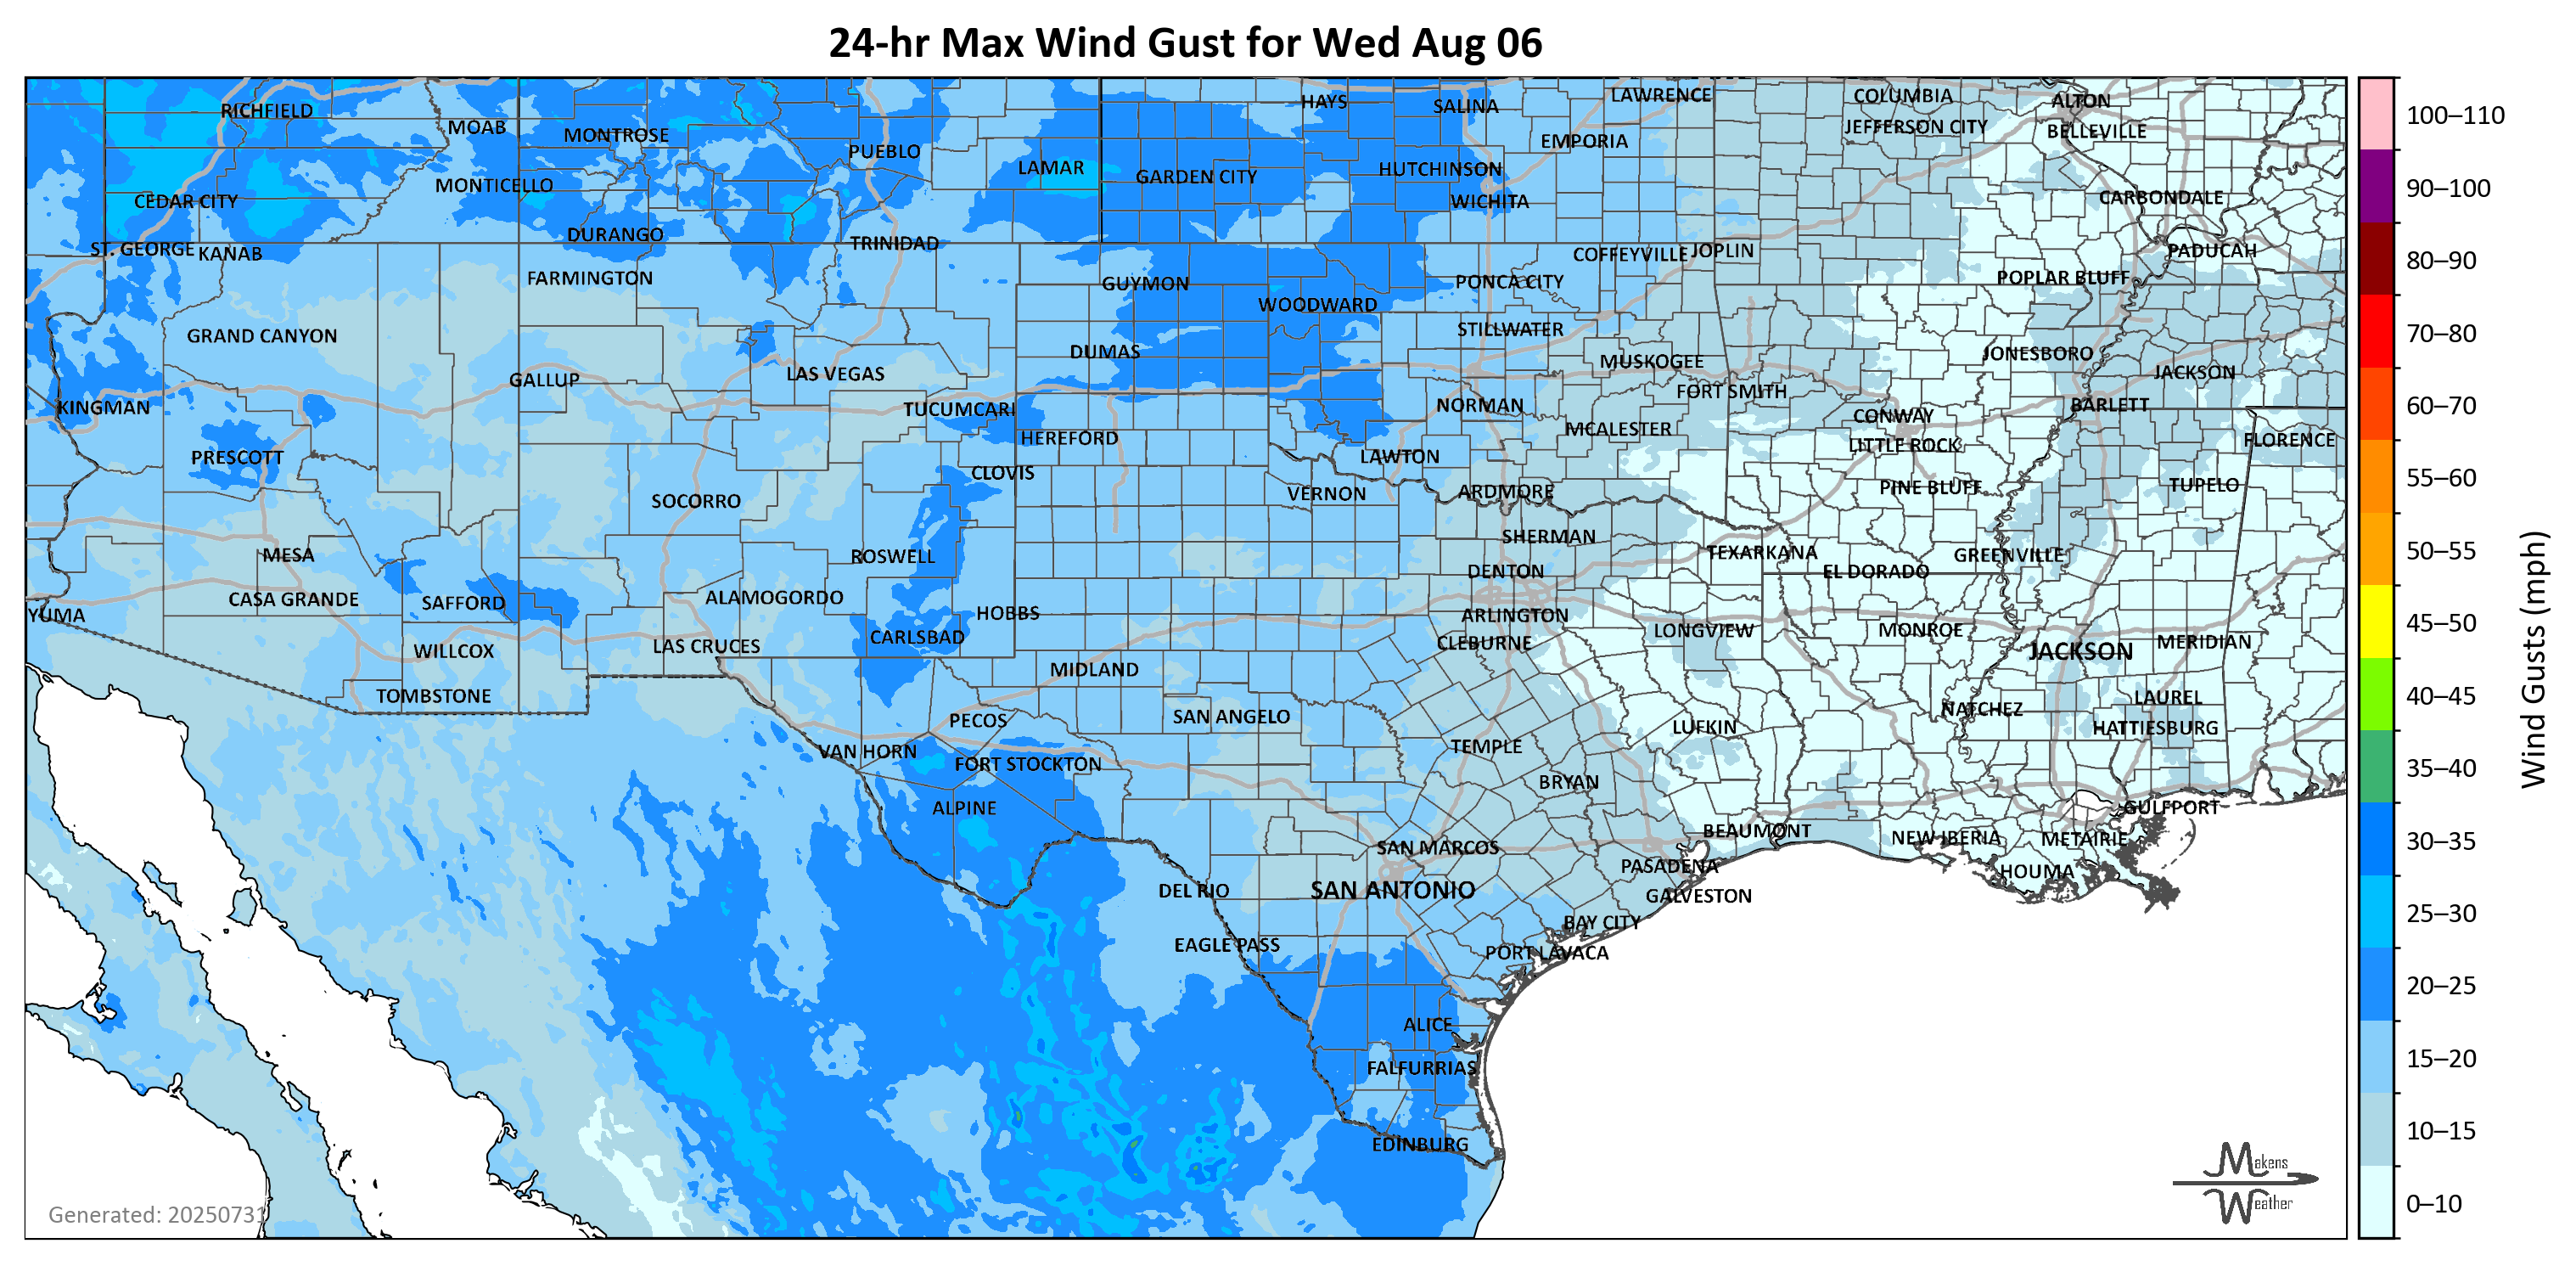 24-hr Max Wind Gust for Wed Aug 06
RICHFIELD
MOAB
MONTROSE
PUEBLO
LAMAR
HAYS
SALINA
LAWRENCE
COLUMBIA
ALTON
GARDEN CITY
HUTCHINSON
EMPORIA
JEFFERSON CITY
BELLEVILLE
CEDAR CITY
MONTICELLO
WICHITA
CARBONDALE
ST. GEORGE
KANAB
DURANGO
TRINIDAD
COFFEYVILLE
JOPLIN
PADUCAH
FARMINGTON
GUYMON
WOODWARD
PONCA CITY
POPLAR BLUFF
GRAND CANYON
DUMAS
STILLWATER
JONESBORO
GALLUP
LAS VEGAS
MUSKOGEE
FORT SMITH
JACKSON
KINGMAN
TUCUMCARI
NORMAN
CONWAY
BARLETT
PRESCOTT
HEREFORD
MCALESTER
LITTLE ROCK
FLORENCE
CLOVIS
LAWTON
SOCORRO
VERNON
ARDMORE
PINE BLUFF
TUPELO
MESA
ROSWELL
SHERMAN
TEXARKANA
GREENVILLE
YUMA
CASA GRANDE
SAFFORD
ALAMOGORDO
HOBBS
DENTON
EL DORADO
ARLINGTON
WILLCOX
LAS CRUCES
CARLSBAD
CLEBURNE
LONGVIEW
MONROE
JACKSON
MERIDIAN
TOMBSTONE
MIDLAND
PECOS
SAN ANGELO
NATCHEZ
LAUREL
HATTIESBURG
VAN HORN
FORT STOCKTON
TEMPLE
LUFKIN
ALPINE
BRYAN
GULFPORT
SAN MARCOS
BEAUMONT
NEW IBERIA
METAIRIE
DEL RIO
SAN ANTONIO
PASADENA
GALVESTON
HOUMA
EAGLE PASS
BAY CITY
PORT LAVACA
ALICE
FALFURRIAS
EDINBURG
Generated: 20250731
Makens
Weather
100–110
90–100
80–90
70–80
60–70
55–60
50–55
45–50
40–45
35–40
30–35
25–30
20–25
15–20
10–15
0–10
Wind Gusts (mph)